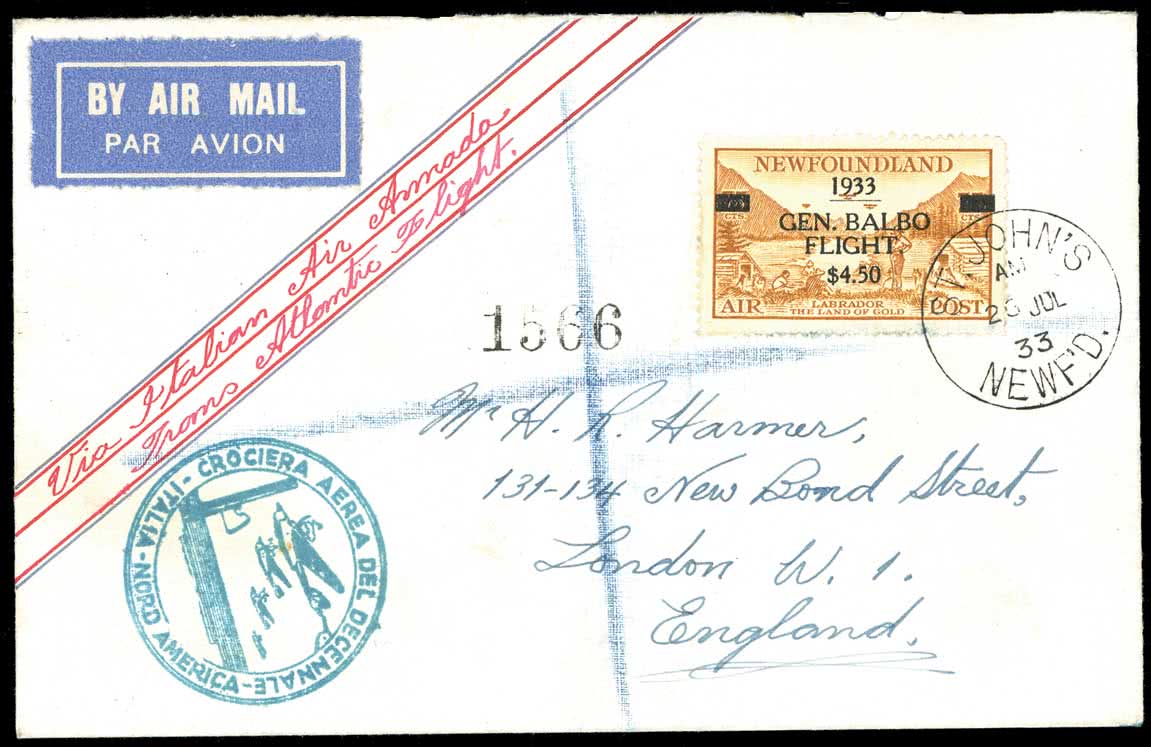 BY AIR MAIL
PAR AVION
Via Italian Air Armada
Trans Atlantic Flight.
NEWFOUNDLAND
1933
CTS. CTS.
GEN. BALBO
FLIGHT
$4.50
AIR LABRADOR POST
THE LAND OF GOLD
ST. JOHN'S
AM
26 JUL
33
NEWF'D.
1566
Mr H. L. Harmer,
131-134 New Bond Street,
London W. 1.
England.
CROCIERA AEREA DEL DECENNALE - NORD AMERICA - ITALIA -